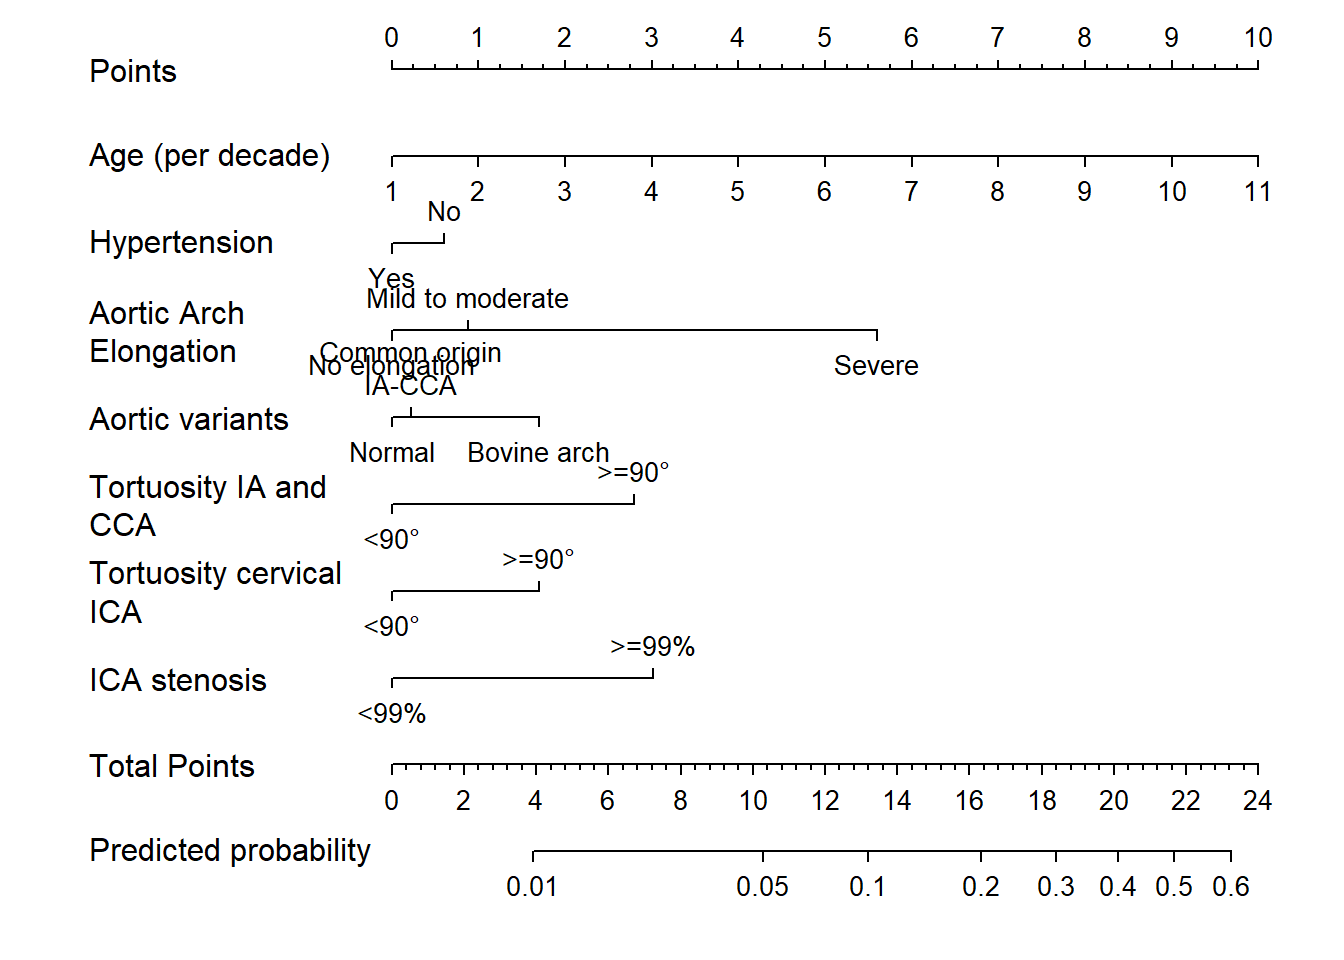 0 1 2 3 4 5 6 7 8 9 10
Points
Age (per decade)
1 2 3 4 5 6 7 8 9 10 11
No
Hypertension
Yes
Mild to moderate
Aortic Arch
Elongation
Common origin
No elongation
Severe
IA-CCA
Aortic variants
Normal Bovine arch
>=90°
Tortuosity IA and
CCA
<90°
>=90°
Tortuosity cervical
ICA
<90°
>=99%
ICA stenosis
<99%
Total Points
0 2 4 6 8 10 12 14 16 18 20 22 24
Predicted probability
0.01 0.05 0.1 0.2 0.3 0.4 0.5 0.6